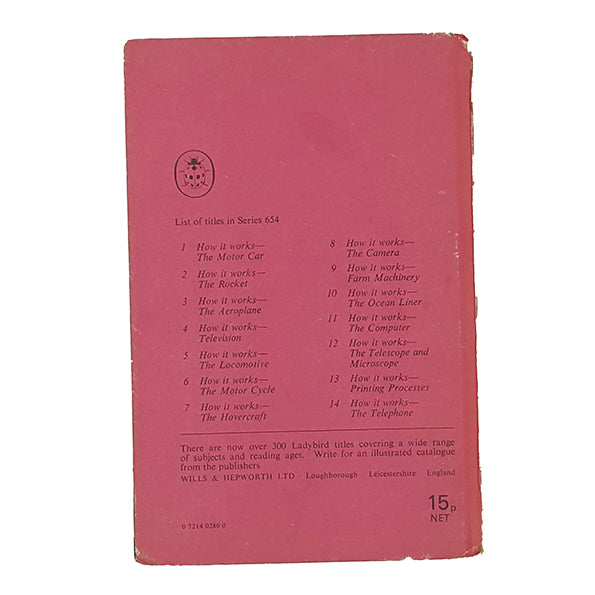 List of titles in Series 654
1 How it works—
The Motor Car
2 How it works—
The Rocket
3 How it works—
The Aeroplane
4 How it works—
Television
5 How it works—
The Locomotive
6 How it works—
The Motor Cycle
7 How it works—
The Hovercraft
8 How it works—
The Camera
9 How it works—
Farm Machinery
10 How it works—
The Ocean Liner
11 How it works—
The Computer
12 How it works—
The Telescope and
Microscope
13 How it works—
Printing Processes
14 How it works—
The Telephone
There are now over 300 Ladybird titles covering a wide range
of subjects and reading ages. Write for an illustrated catalogue
from the publishers
WILLS & HEPWORTH LTD Loughborough Leicestershire England
15p
NET
0 7214 0286 0